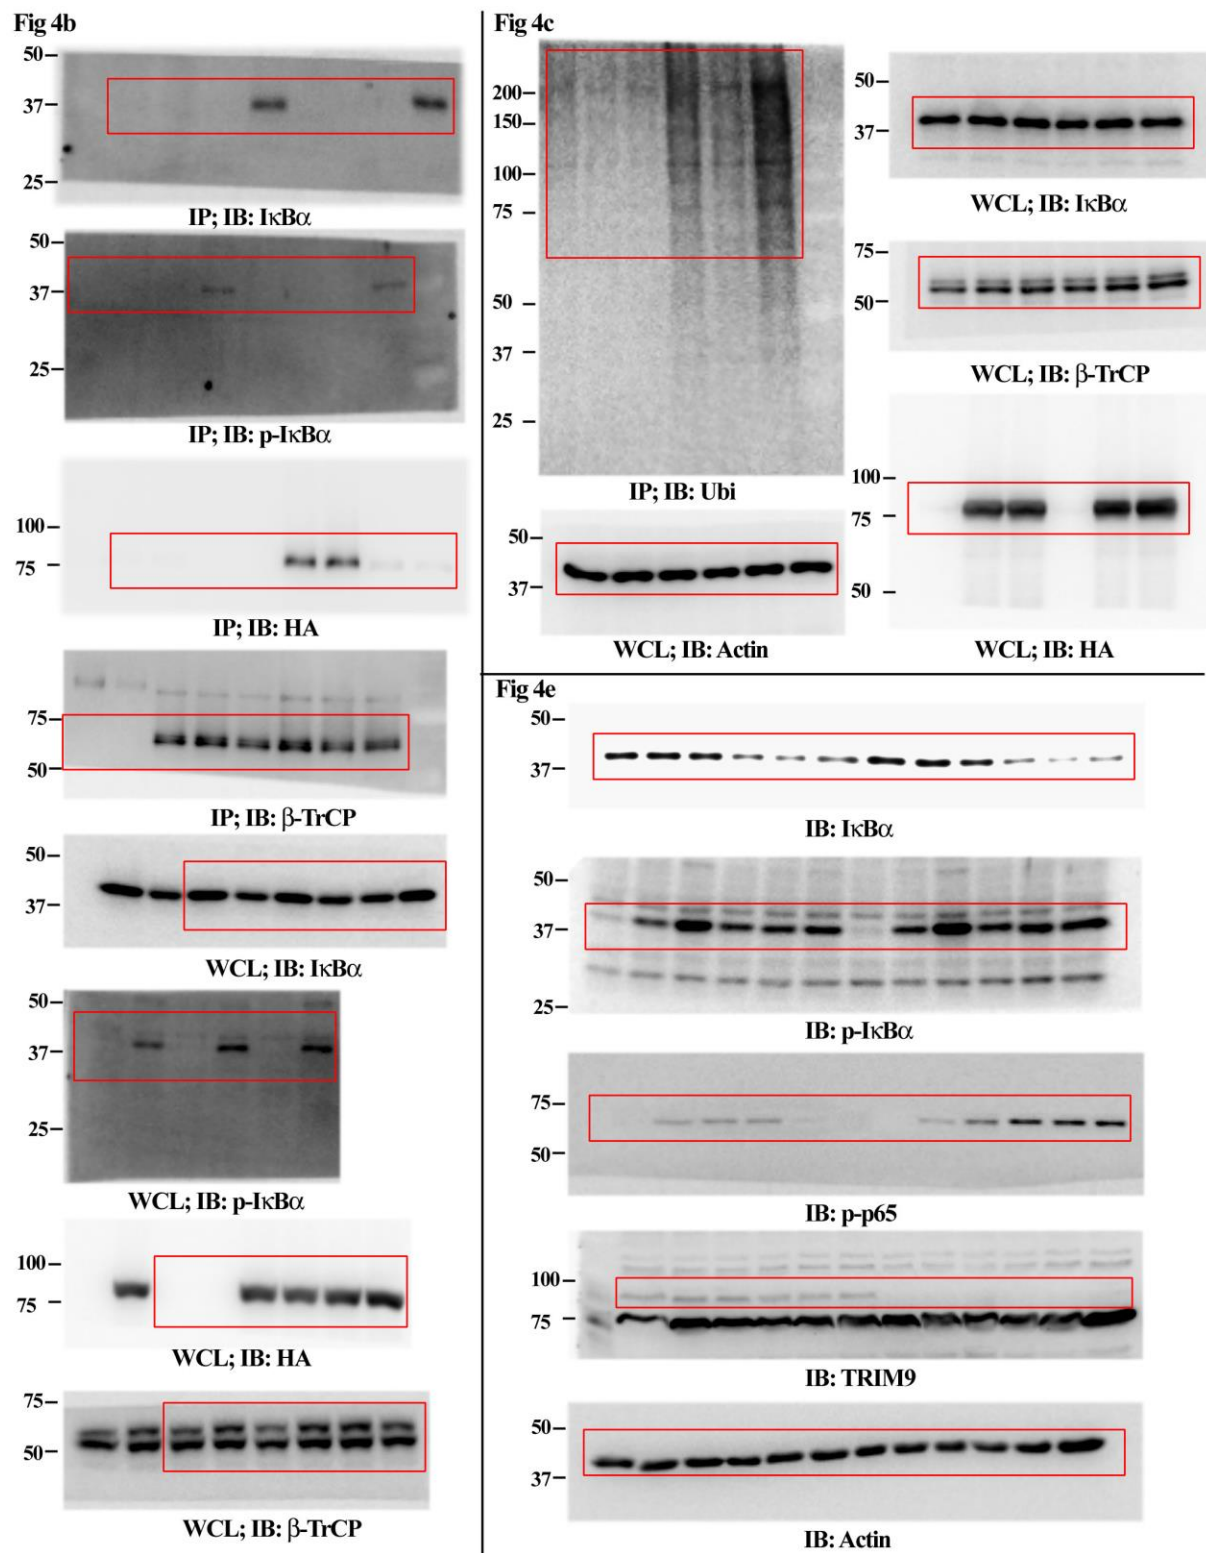 Fig 4b
50
37
25
IP; IB: IκBα
50
37
25
IP; IB: p-IκBα
100
75
IP; IB: HA
75
50
IP; IB: β-TrCP
50
37
WCL; IB: IκBα
50
37
25
WCL; IB: p-IκBα
100
75
WCL; IB: HA
75
50
WCL; IB: β-TrCP
Fig 4c
200
150
100
75
50
37
25
IP; IB: Ubi
50
37
WCL; IB: Actin
50
37
WCL; IB: IκBα
75
50
WCL; IB: β-TrCP
100
75
50
WCL; IB: HA
Fig 4e
50
37
IB: IκBα
50
37
25
IB: p-IκBα
75
50
IB: p-p65
100
75
IB: TRIM9
50
37
IB: Actin